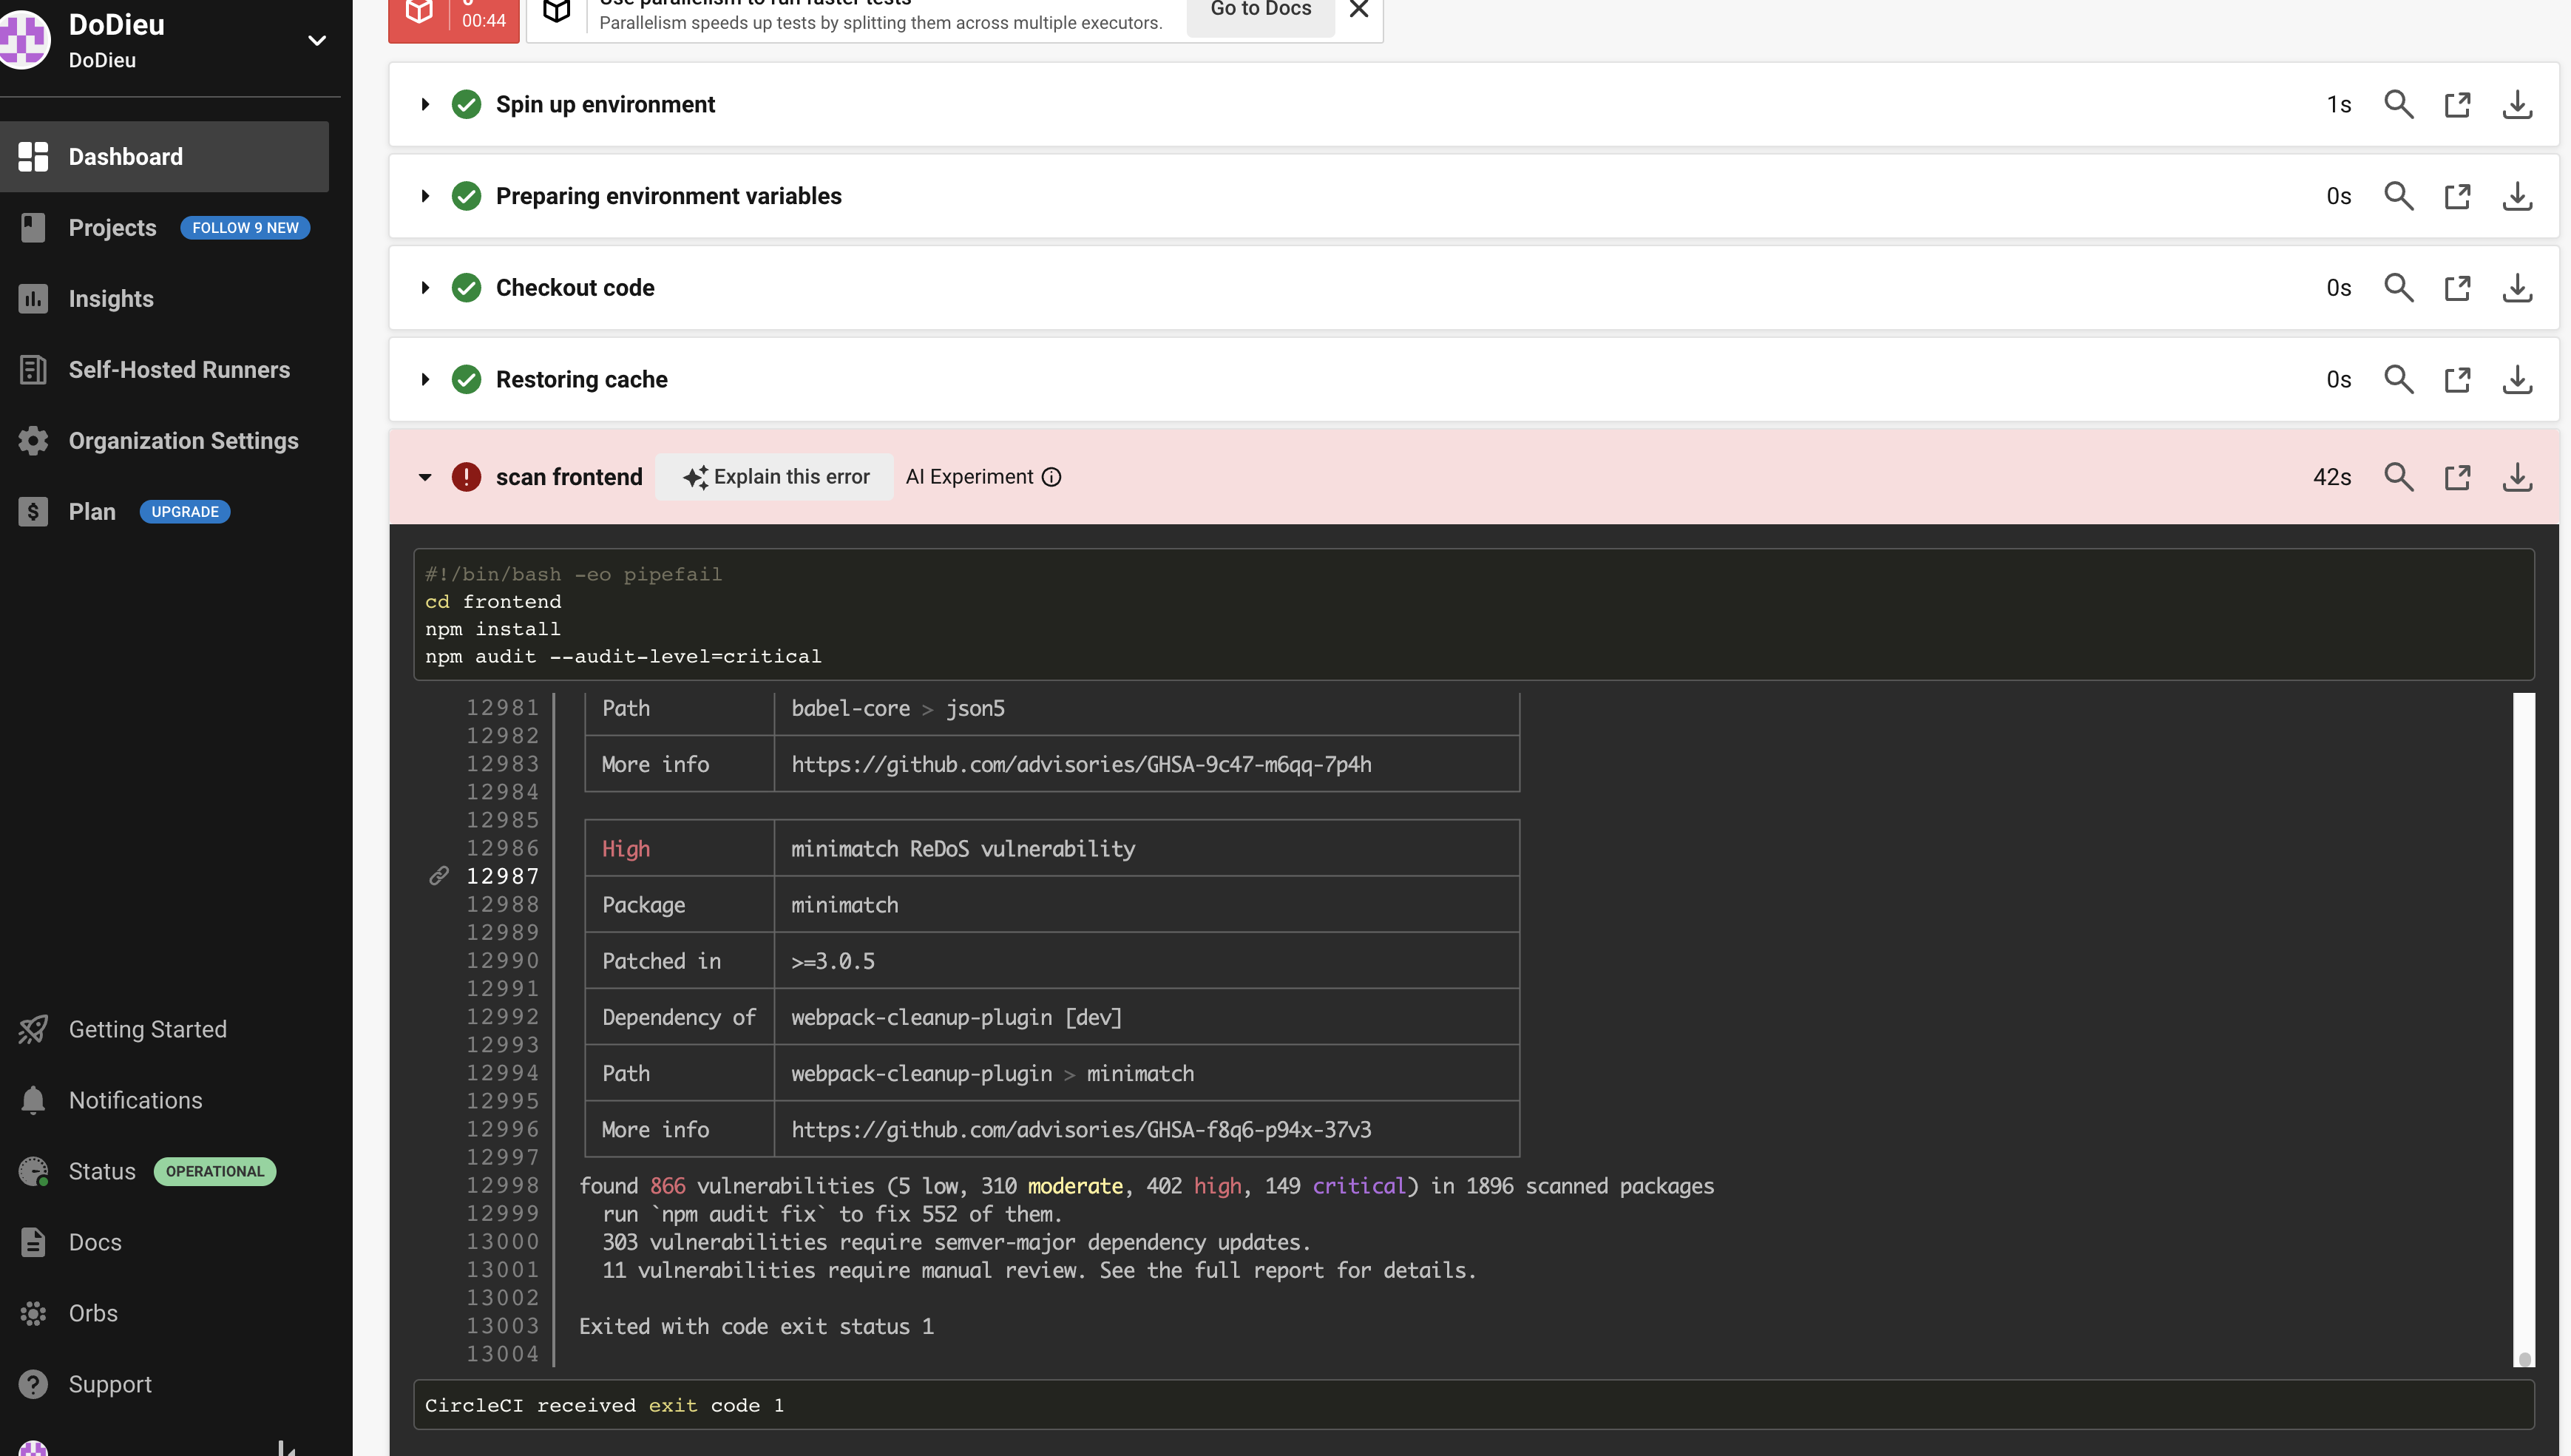 DoDieu
DoDieu
Dashboard
Projects FOLLOW 9 NEW
Insights
Self-Hosted Runners
Organization Settings
Plan UPGRADE
Getting Started
Notifications
Status OPERATIONAL
Docs
Orbs
Support
00:44
Use parallelism to run faster tests
Parallelism speeds up tests by splitting them across multiple executors.
Go to Docs
Spin up environment 1s
Preparing environment variables 0s
Checkout code 0s
Restoring cache 0s
scan frontend Explain this error AI Experiment 42s
#!/bin/bash -eo pipefail
cd frontend
npm install
npm audit --audit-level=critical
12981 Path babel-core > json5
12982
12983 More info https://github.com/advisories/GHSA-9c47-m6qq-7p4h
12984
12985
12986 High minimatch ReDoS vulnerability
12987
12988 Package minimatch
12989
12990 Patched in >=3.0.5
12991
12992 Dependency of webpack-cleanup-plugin [dev]
12993
12994 Path webpack-cleanup-plugin > minimatch
12995
12996 More info https://github.com/advisories/GHSA-f8q6-p94x-37v3
12997
12998 found 866 vulnerabilities (5 low, 310 moderate, 402 high, 149 critical) in 1896 scanned packages
12999 run `npm audit fix` to fix 552 of them.
13000 303 vulnerabilities require semver-major dependency updates.
13001 11 vulnerabilities require manual review. See the full report for details.
13002
13003 Exited with code exit status 1
13004
CircleCI received exit code 1